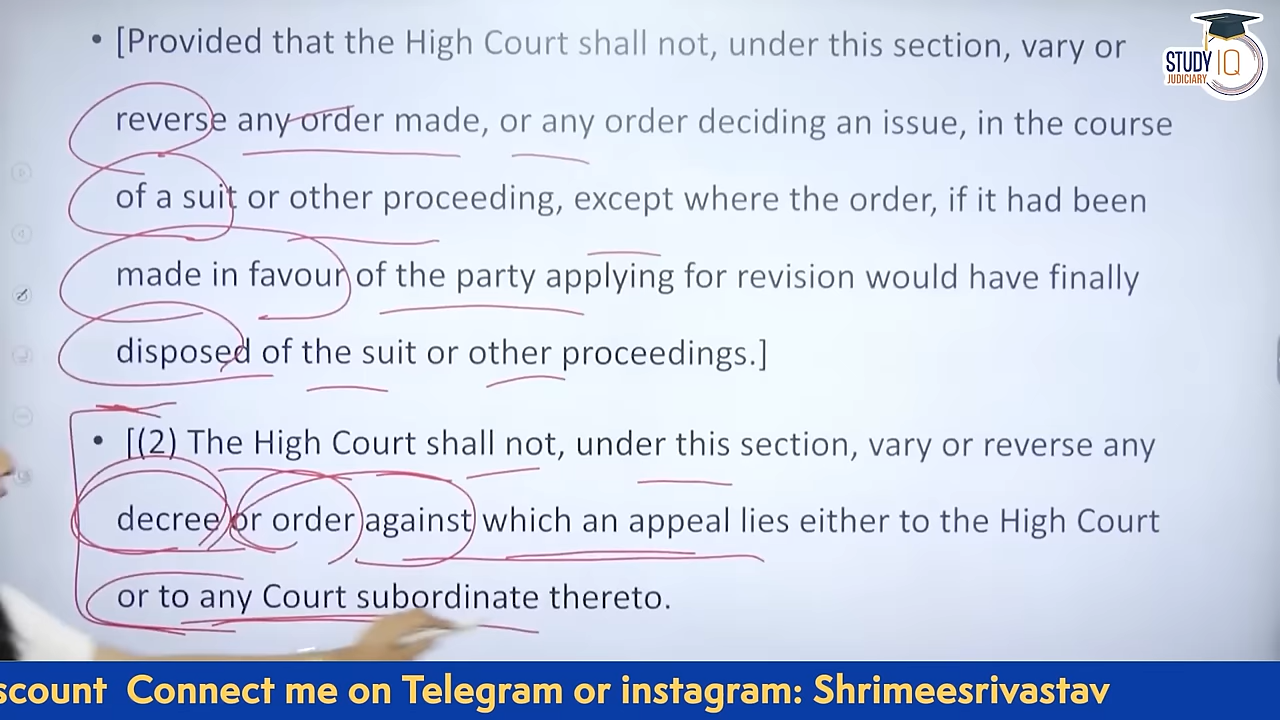 • [Provided that the High Court shall not, under this section, vary or
reverse any order made, or any order deciding an issue, in the course
of a suit or other proceeding, except where the order, if it had been
made in favour of the party applying for revision would have finally
disposed of the suit or other proceedings.]
• [(2) The High Court shall not, under this section, vary or reverse any
decree or order against which an appeal lies either to the High Court
or to any Court subordinate thereto.
STUDY IQ
JUDICIARY
scount Connect me on Telegram or instagram: Shrimeesrivastav